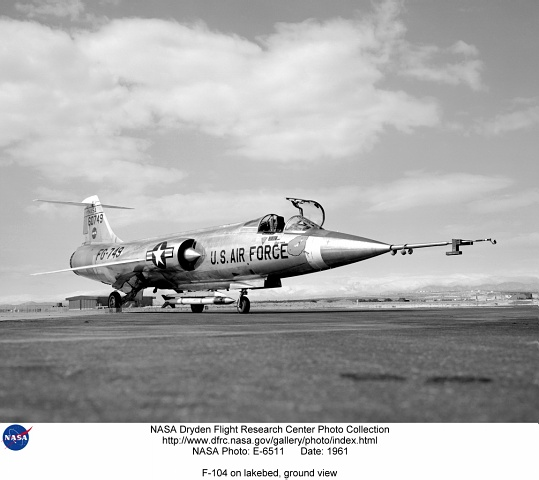 60749
FG-749
U.S. AIR FORCE
NASA
NASA Dryden Flight Research Center Photo Collection
http://www.dfrc.nasa.gov/gallery/photo/index.html
NASA Photo: E-6511 Date: 1961
F-104 on lakebed, ground view